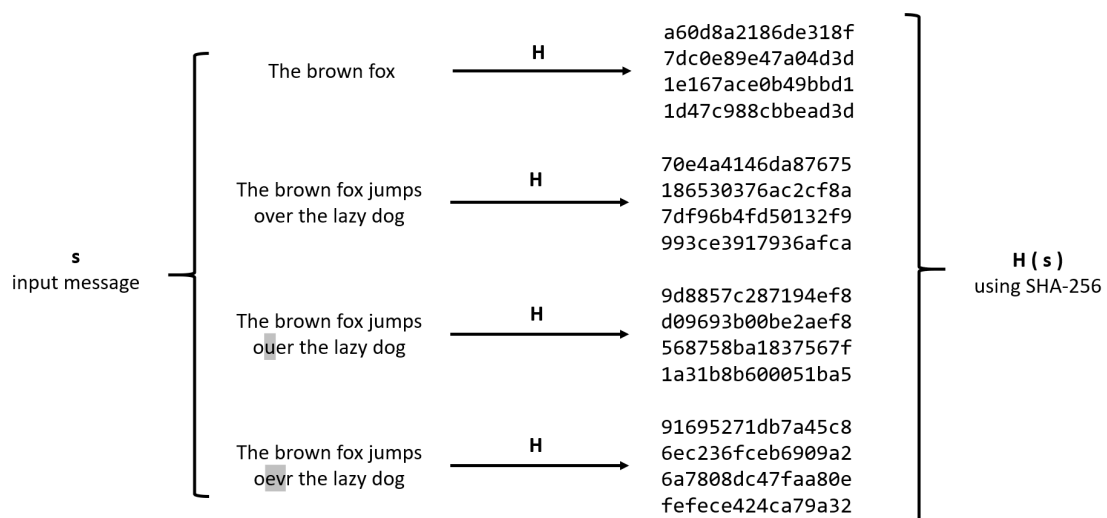 s
input message
The brown fox
H
a60d8a2186de318f
7dc0e89e47a04d3d
1e167ace0b49bbd1
1d47c988cbbead3d
The brown fox jumps
over the lazy dog
H
70e4a4146da87675
186530376ac2cf8a
7df96b4fd50132f9
993ce3917936afca
The brown fox jumps
ouer the lazy dog
H
9d8857c287194ef8
d09693b00be2aef8
568758ba1837567f
1a31b8b600051ba5
The brown fox jumps
oevr the lazy dog
H
91695271db7a45c8
6ec236fceb6909a2
6a7808dc47faa80e
fefece424ca79a32
H ( s )
using SHA-256